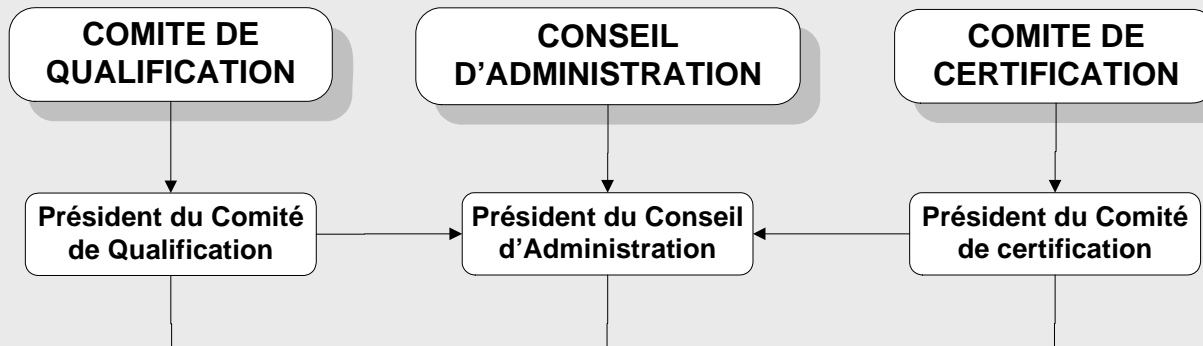 COMITE DE
QUALIFICATION
CONSEIL
D’ADMINISTRATION
COMITE DE
CERTIFICATION
Président du Comité
de Qualification
Président du Conseil
d’Administration
Président du Comité
de certification